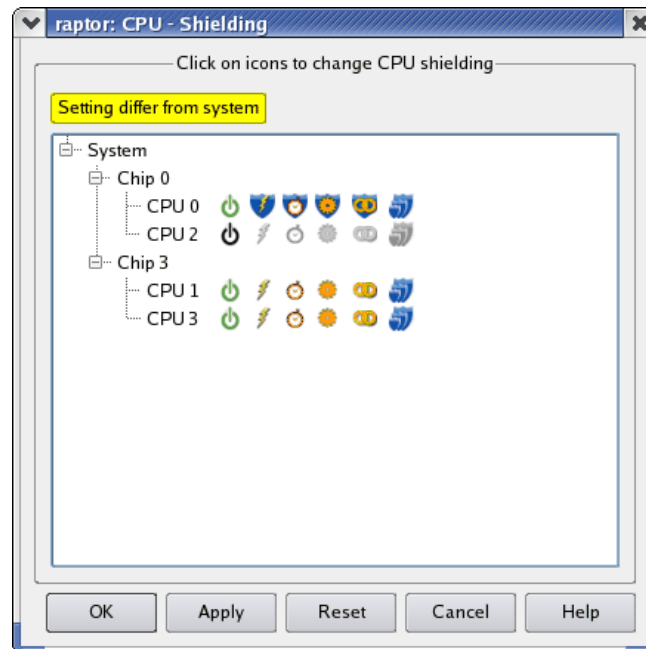 raptor: CPU - Shielding
Click on icons to change CPU shielding
Setting differ from system
System
Chip 0
CPU 0
CPU 2
Chip 3
CPU 1
CPU 3
OK Apply Reset Cancel Help